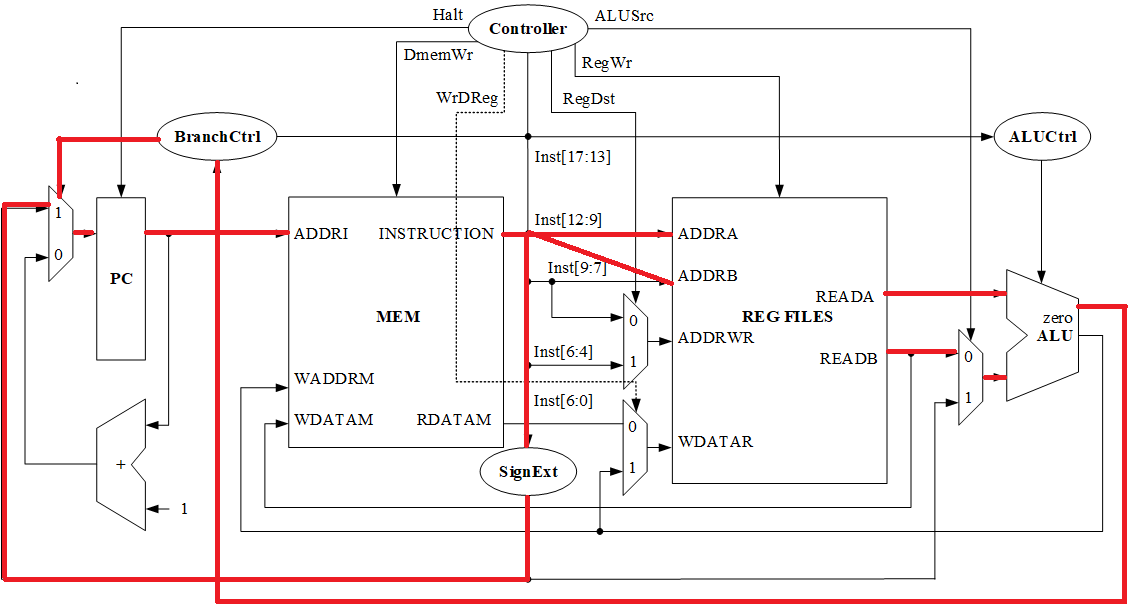 Halt
Controller
ALUSrc
DmemWr
RegWr
WrDReg
RegDst
BranchCtrl
ALUCtrl
Inst[17:13]
1
0
PC
ADDRI
INSTRUCTION
Inst[12:9]
ADDRA
Inst[9:7]
ADDRB
MEM
READA
REG FILES
0
ADDRWR
1
zero
ALU
READB
0
1
Inst[6:4]
WADDRM
Inst[6:0]
WDATAM
RDATAM
0
WDATAR
1
+
SignExt
1